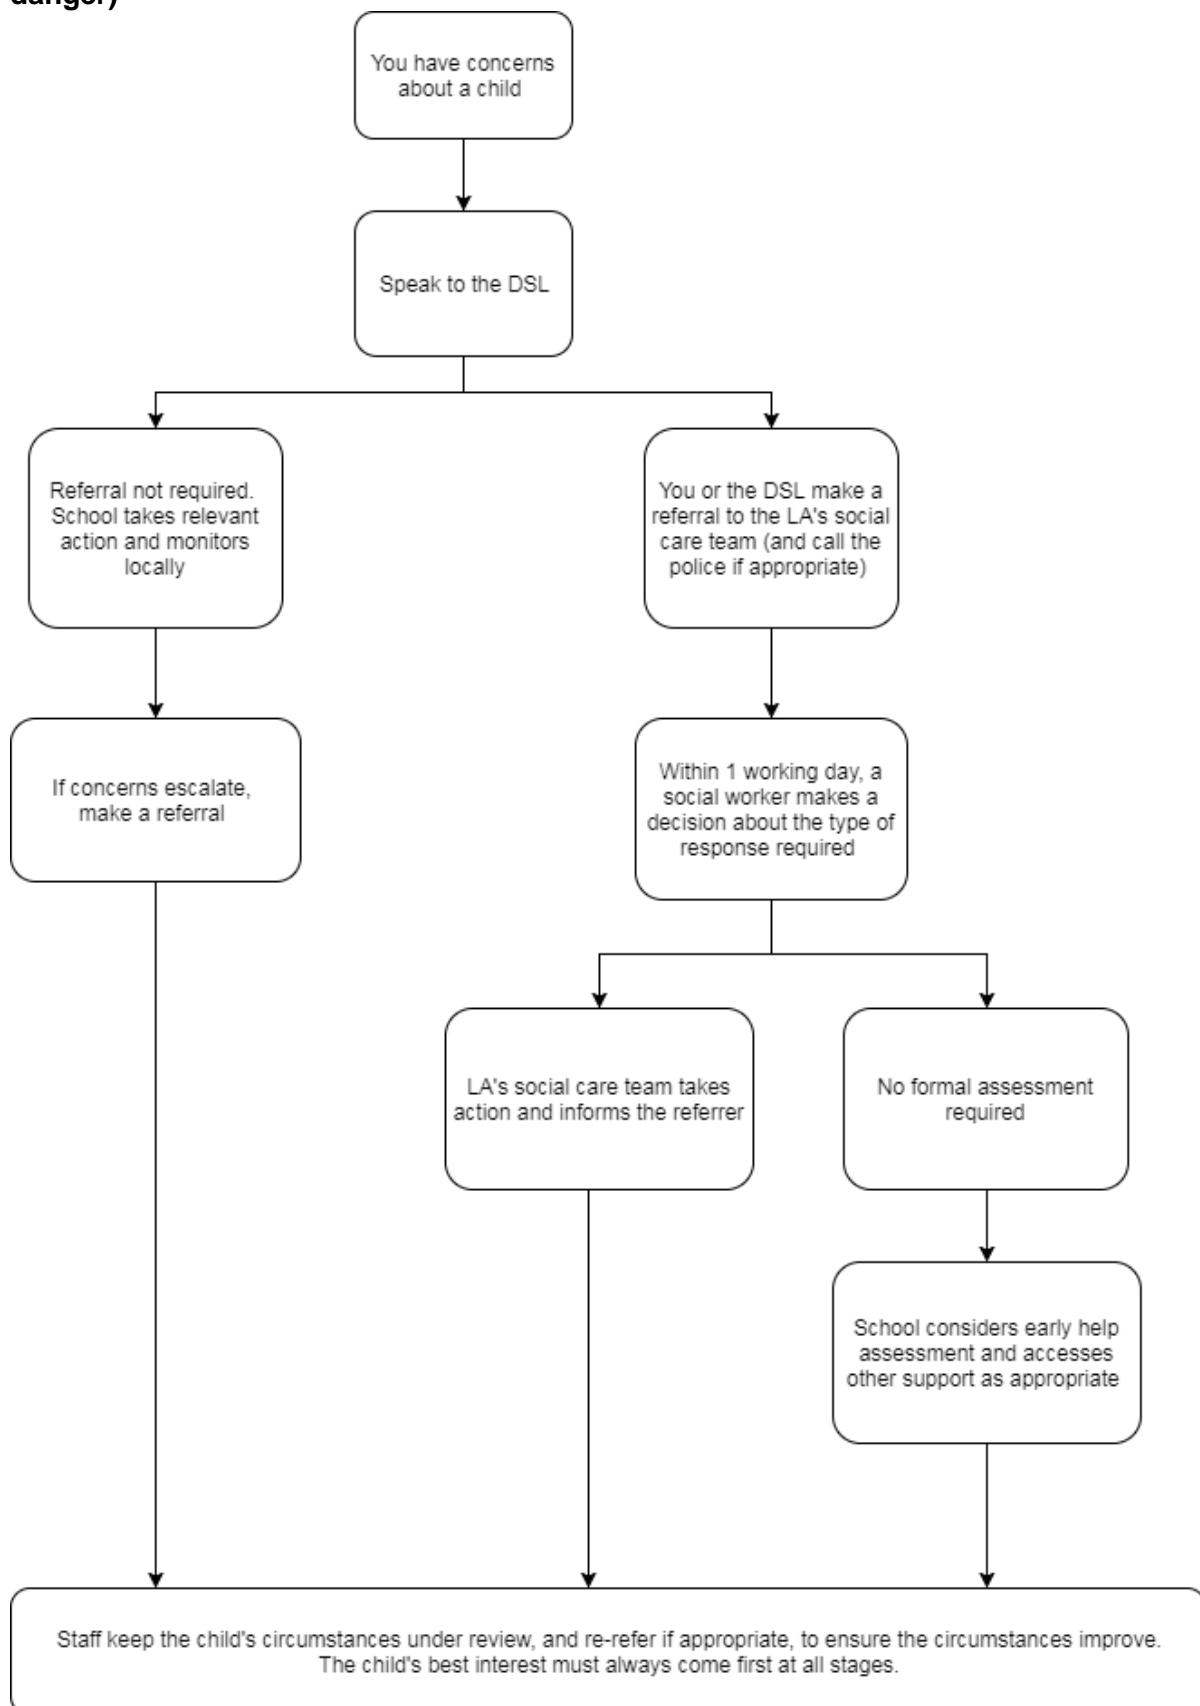 danger)
You have concerns
about a child
Speak to the DSL
Referral not required.
School takes relevant
action and monitors
locally
You or the DSL make a
referral to the LA's social
care team (and call the
police if appropriate)
If concerns escalate,
make a referral
Within 1 working day, a
social worker makes a
decision about the type of
response required
LA's social care team takes
action and informs the referrer
No formal assessment
required
School considers early help
assessment and accesses
other support as appropriate
Staff keep the child's circumstances under review, and re-refer if appropriate, to ensure the circumstances improve.
The child's best interest must always come first at all stages.